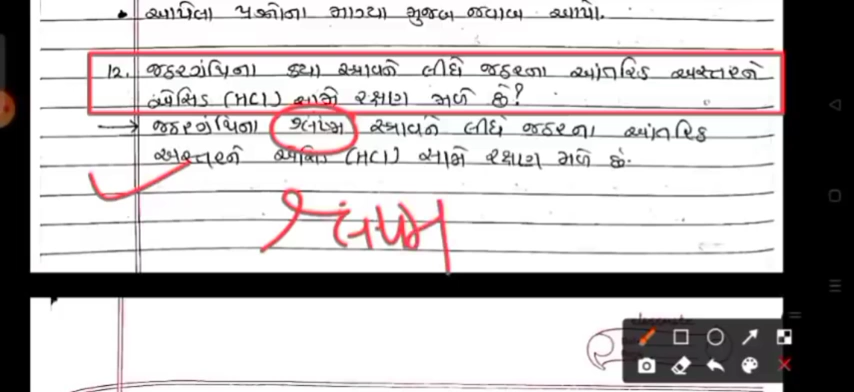 • આપેલા પ્રશ્નોના માગ્યા મુજબ જવાબ આપો.
12. જઠરગ્રંથિના કયા સ્ત્રાવને લીધે જઠરના આંતરિક અસ્તરને
એસિડ (HCl) સામે રક્ષણ મળે છે?
→ જઠરગ્રંથિના શ્લેષ્મ સ્ત્રાવને લીધે જઠરના આંતરિક
અસ્તરને એસિડ (HCl) સામે રક્ષણ મળે છે.
શ્લેષ્મ